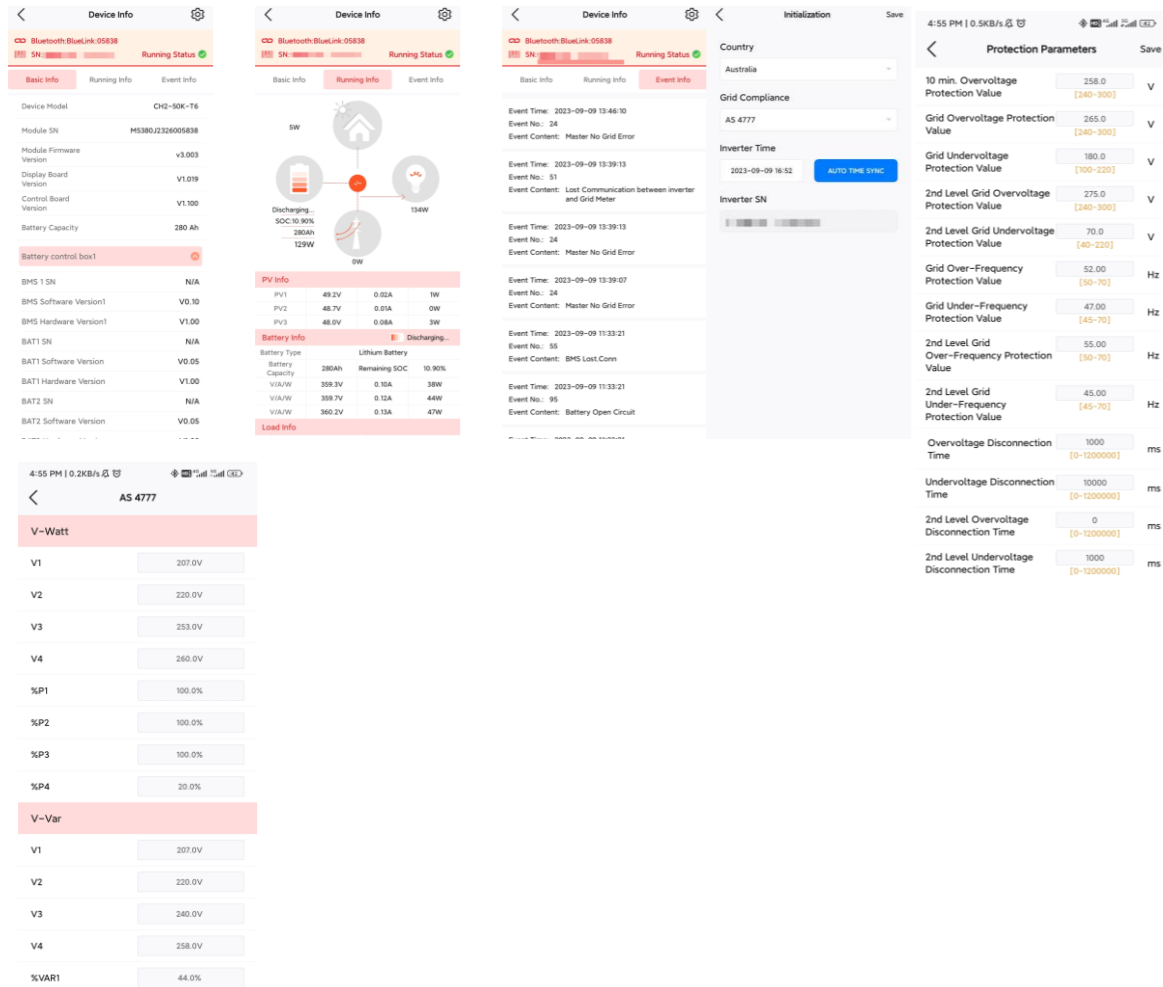 Device Info
Bluetooth:BlueLink:05838
SN:
Running Status
Basic Info Running Info Event Info
Device Model CH2-50K-T6
Module SN M5380J2326005838
Module Firmware
Version
v3.003
Display Board
Version
V1.019
Control Board
Version
V1.100
Battery Capacity 280 Ah
Battery control box1
BMS 1 SN N/A
BMS Software Version1 V0.10
BMS Hardware Version1 V1.00
BAT1 SN N/A
BAT1 Software Version V0.05
BAT1 Hardware Version V1.00
BAT2 SN N/A
BAT2 Software Version V0.05
Device Info
Bluetooth:BlueLink:05838
SN:
Running Status
Basic Info Running Info Event Info
5W
Discharging...
SOC:10.90%
280Ah
129W
134W
0W
PV Info
PV1 49.2V 0.02A 1W
PV2 48.7V 0.01A 0W
PV3 48.0V 0.08A 3W
Battery Info Discharging...
Battery Type Lithium Battery
Battery
Capacity
280Ah Remaining SOC 10.90%
V/A/W 359.3V 0.10A 38W
V/A/W 359.7V 0.12A 44W
V/A/W 360.2V 0.13A 47W
Load Info
Device Info
Bluetooth:BlueLink:05838
SN:
Running Status
Basic Info Running Info Event Info
Event Time: 2023-09-09 13:46:10
Event No.: 24
Event Content: Master No Grid Error
Event Time: 2023-09-09 13:39:13
Event No.: 51
Event Content: Lost Communication between inverter
and Grid Meter
Event Time: 2023-09-09 13:39:13
Event No.: 24
Event Content: Master No Grid Error
Event Time: 2023-09-09 13:39:07
Event No.: 24
Event Content: Master No Grid Error
Event Time: 2023-09-09 11:33:21
Event No.: 55
Event Content: BMS Lost.Conn
Event Time: 2023-09-09 11:33:21
Event No.: 95
Event Content: Battery Open Circuit
Initialization Save
Country
Australia
Grid Compliance
AS 4777
Inverter Time
2023-09-09 16:52 AUTO TIME SYNC
Inverter SN
4:55 PM | 0.5KB/s
Protection Parameters Save
10 min. Overvoltage
Protection Value
258.0 V
[240-300]
Grid Overvoltage Protection
Value
265.0 V
[240-300]
Grid Undervoltage
Protection Value
180.0 V
[100-220]
2nd Level Grid Overvoltage
Protection Value
275.0 V
[240-300]
2nd Level Grid Undervoltage
Protection Value
70.0 V
[40-220]
Grid Over-Frequency
Protection Value
52.00 Hz
[50-70]
Grid Under-Frequency
Protection Value
47.00 Hz
[45-70]
2nd Level Grid
Over-Frequency Protection
Value
55.00 Hz
[50-70]
2nd Level Grid
Under-Frequency
Protection Value
45.00 Hz
[45-70]
Overvoltage Disconnection
Time
1000 ms
[0-1200000]
Undervoltage Disconnection
Time
10000 ms
[0-1200000]
2nd Level Overvoltage
Disconnection Time
0 ms
[0-1200000]
2nd Level Undervoltage
Disconnection Time
1000 ms
[0-1200000]
4:55 PM | 0.2KB/s
AS 4777
V-Watt
V1 207.0V
V2 220.0V
V3 253.0V
V4 260.0V
%P1 100.0%
%P2 100.0%
%P3 100.0%
%P4 20.0%
V-Var
V1 207.0V
V2 220.0V
V3 240.0V
V4 258.0V
%VAR1 44.0%